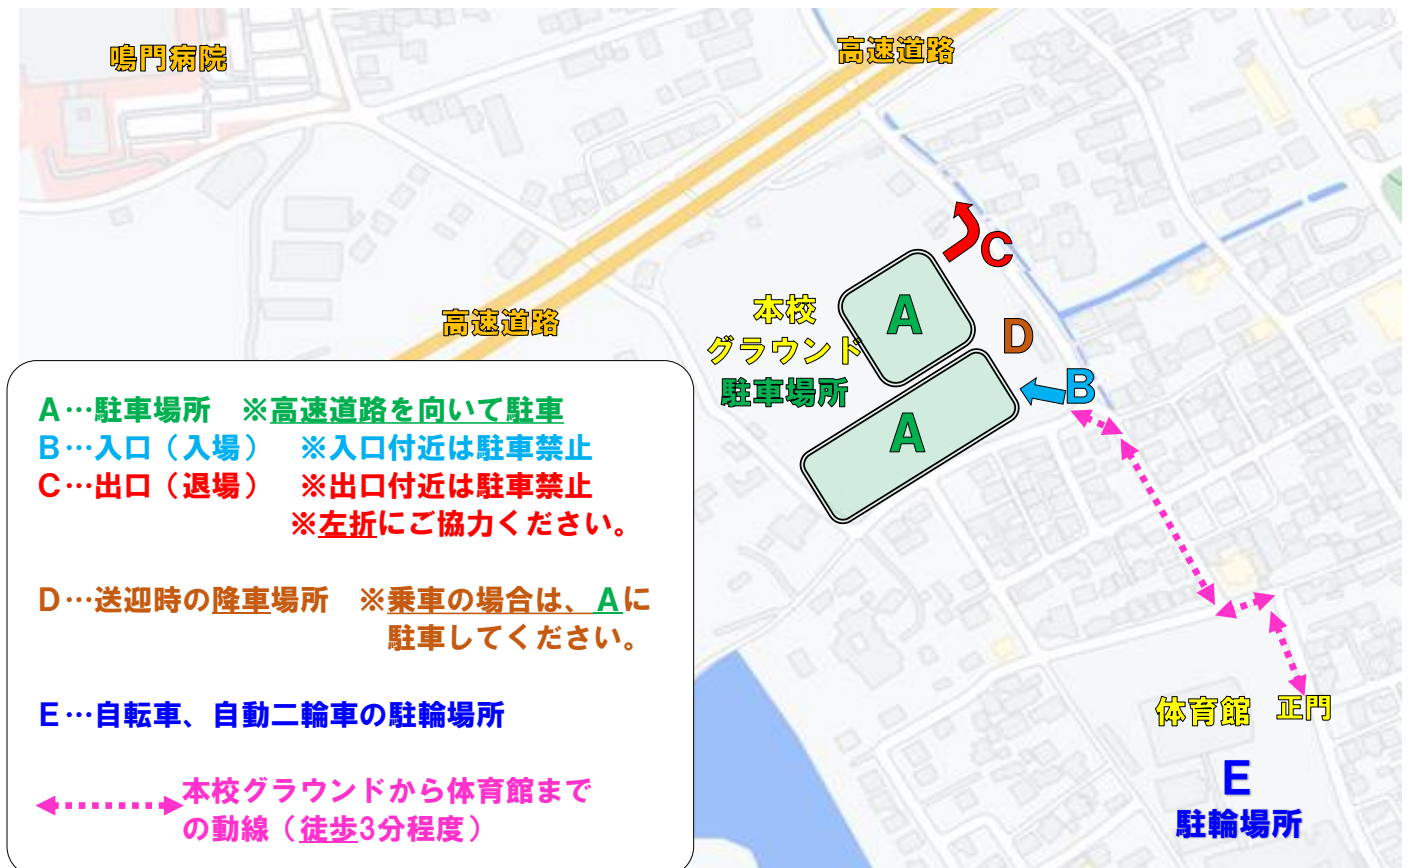 鳴門病院
高速道路
高速道路
C
A
本校
グラウンド
駐車場所
D
B
A
A…駐車場所　※高速道路を向いて駐車
B…入口（入場）　※入口付近は駐車禁止
C…出口（退場）　※出口付近は駐車禁止
※左折にご協力ください。
D…送迎時の降車場所　※乗車の場合は、Aに
駐車してください。
E…自転車、自動二輪車の駐輪場所
本校グラウンドから体育館まで
の動線（徒歩3分程度）
体育館
正門
E
駐輪場所